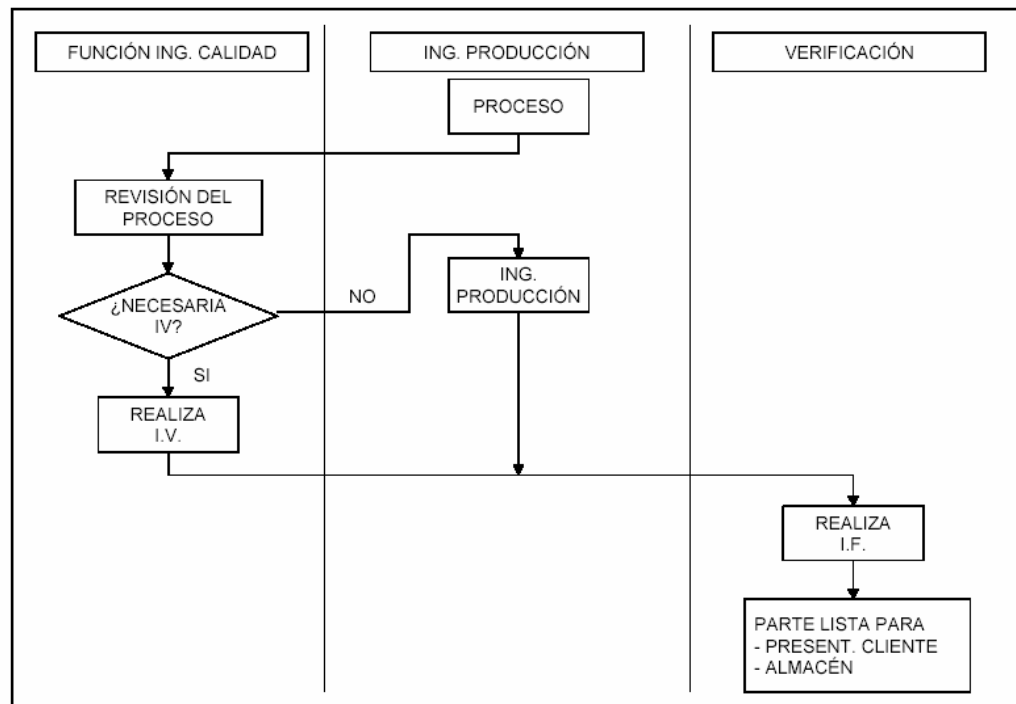 FUNCIÓN ING. CALIDAD
ING. PRODUCCIÓN
VERIFICACIÓN
PROCESO
REVISIÓN DEL
PROCESO
¿NECESARIA
IV?
NO
ING.
PRODUCCIÓN
SI
REALIZA
I.V.
REALIZA
I.F.
PARTE LISTA PARA
- PRESENT. CLIENTE
- ALMACÉN